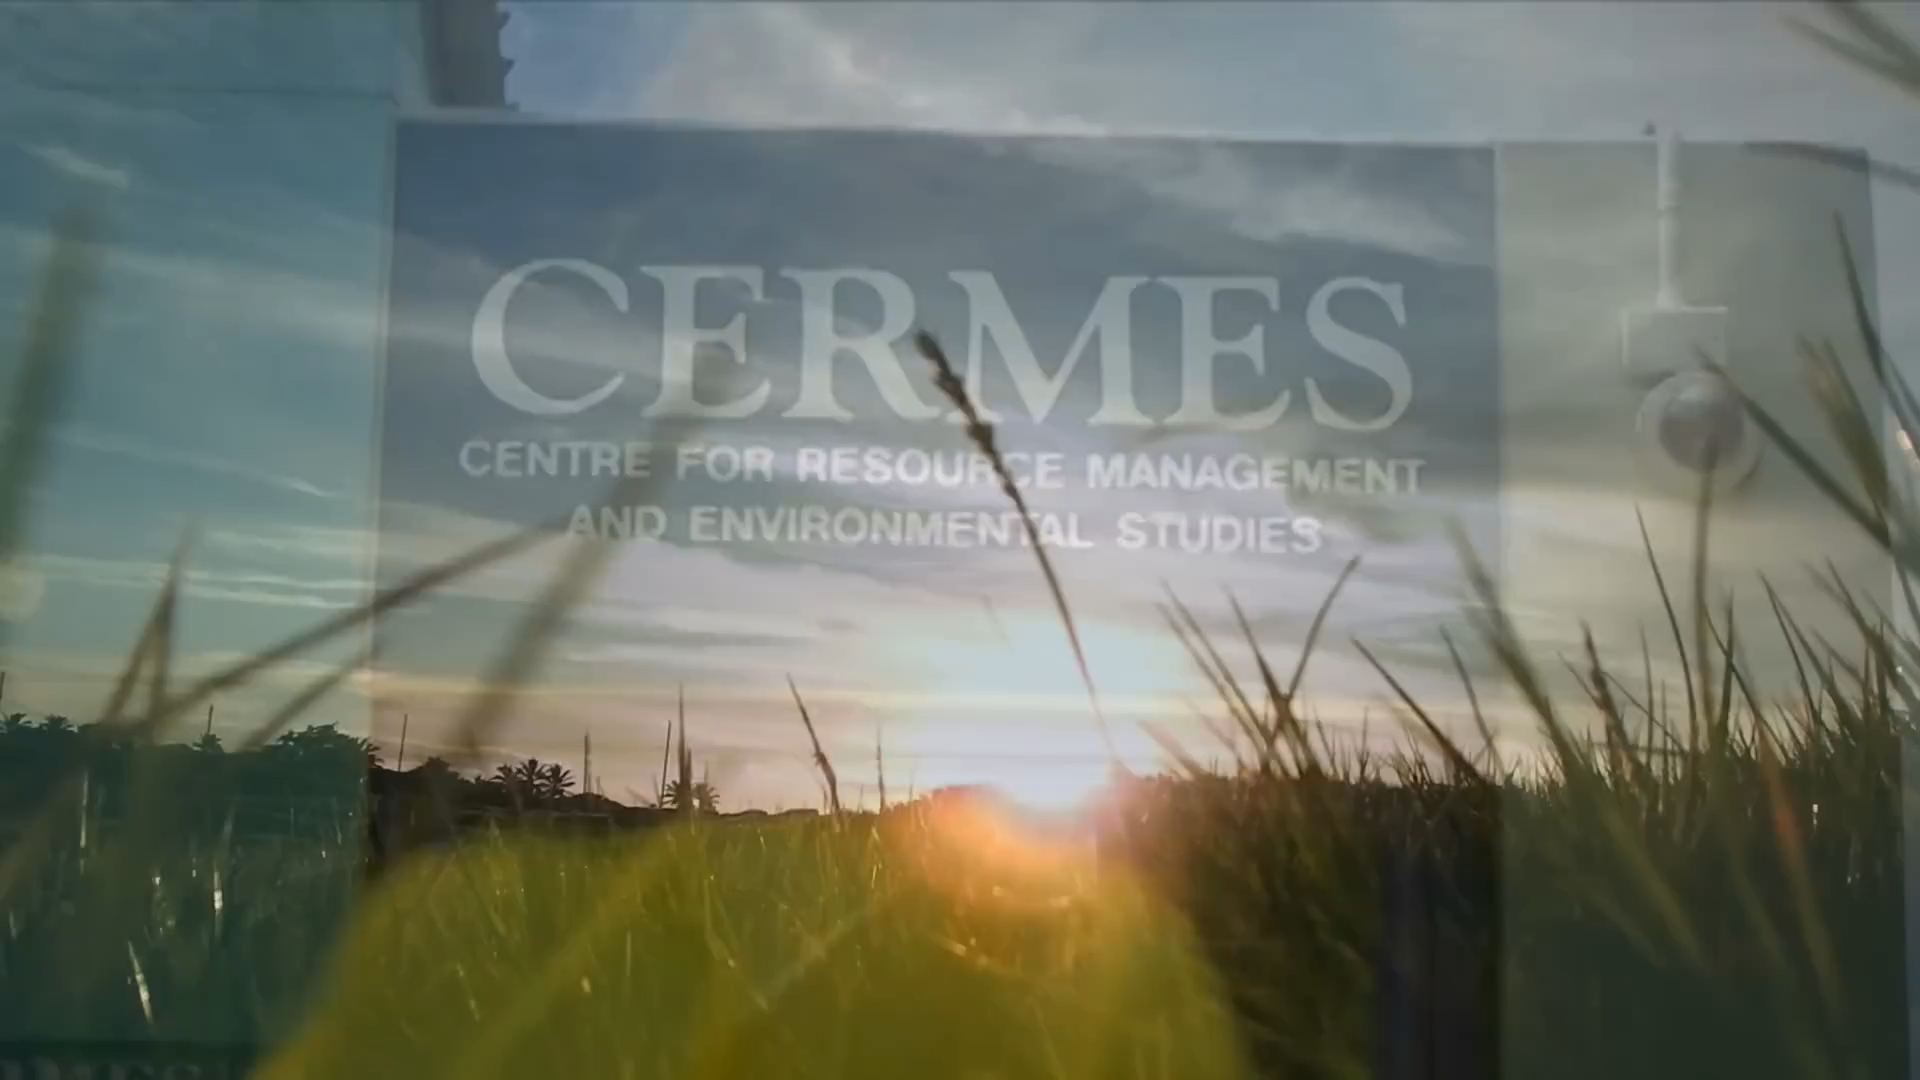 CERMES
CENTRE FOR RESOURCE MANAGEMENT
AND ENVIRONMENTAL STUDIES